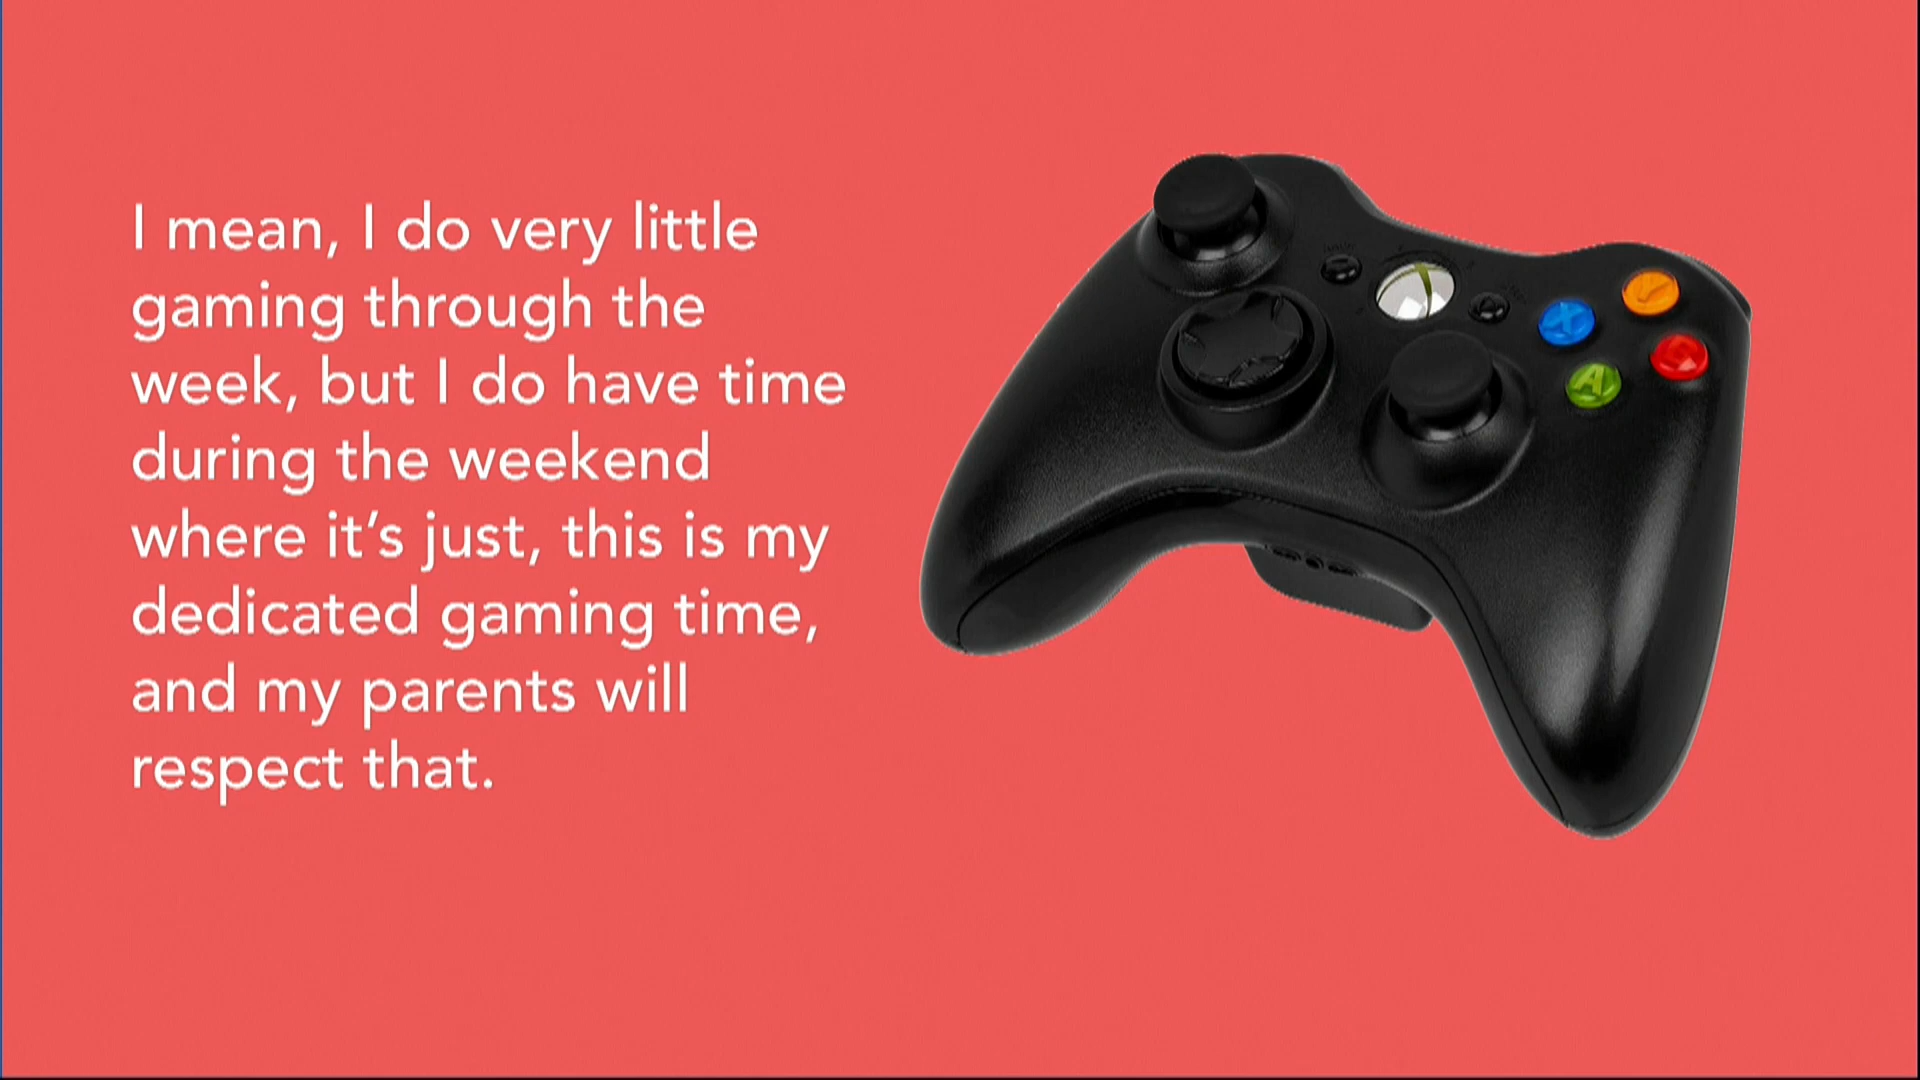 I mean, I do very little
gaming through the
week, but I do have time
during the weekend
where it’s just, this is my
dedicated gaming time,
and my parents will
respect that.
X
Y
A